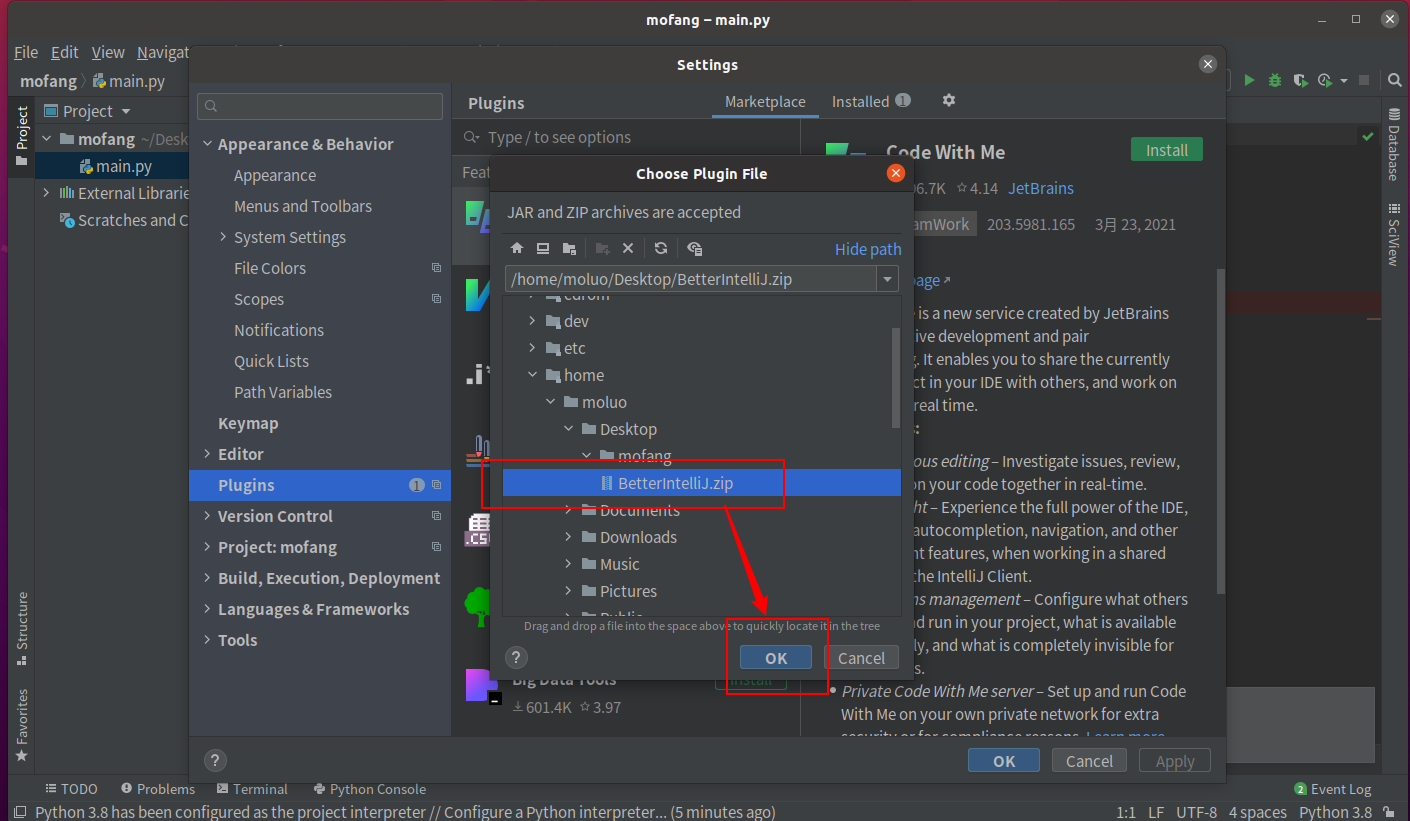 mofang – main.py
File Edit View Navigat
Settings
mofang main.py
Project
Plugins
Marketplace
Installed 1
Type / to see options
Project
mofang ~/Desk
main.py
External Librarie
Scratches and C
Structure
Favorites
Database
SciView
Appearance & Behavior
Appearance
Menus and Toolbars
System Settings
File Colors
Scopes
Notifications
Quick Lists
Path Variables
Keymap
Editor
Plugins 1
Version Control
Project: mofang
Build, Execution, Deployment
Languages & Frameworks
Tools
Feat
Choose Plugin File
JAR and ZIP archives are accepted
Hide path
/home/moluo/Desktop/BetterIntelliJ.zip
cdrom
dev
etc
home
moluo
Desktop
mofang
BetterIntelliJ.zip
Documents
Downloads
Music
Pictures
Public
Drag and drop a file into the space above to quickly locate it in the tree
? OK Cancel
.CSV
Big Data Tools
Install
601.4K 3.97
Code With Me
Install
6.7K 4.14 JetBrains
amWork 203.5981.165 3月 23, 2021
age ↗
e is a new service created by JetBrains
ive development and pair
g. It enables you to share the currently
ct in your IDE with others, and work on
real time.
s:
ous editing – Investigate issues, review,
on your code together in real-time.
ht – Experience the full power of the IDE,
autocompletion, navigation, and other
nt features, when working in a shared
the IntelliJ Client.
ns management – Configure what others
nd run in your project, what is available
ly, and what is completely invisible for
s.
• Private Code With Me server – Set up and run Code
With Me on your own private network for extra
security or for compliance reasons. Learn more
? OK Cancel Apply
TODO Problems Terminal Python Console
2 Event Log
Python 3.8 has been configured as the project interpreter // Configure a Python interpreter... (5 minutes ago)
1:1 LF UTF-8 4 spaces Python 3.8